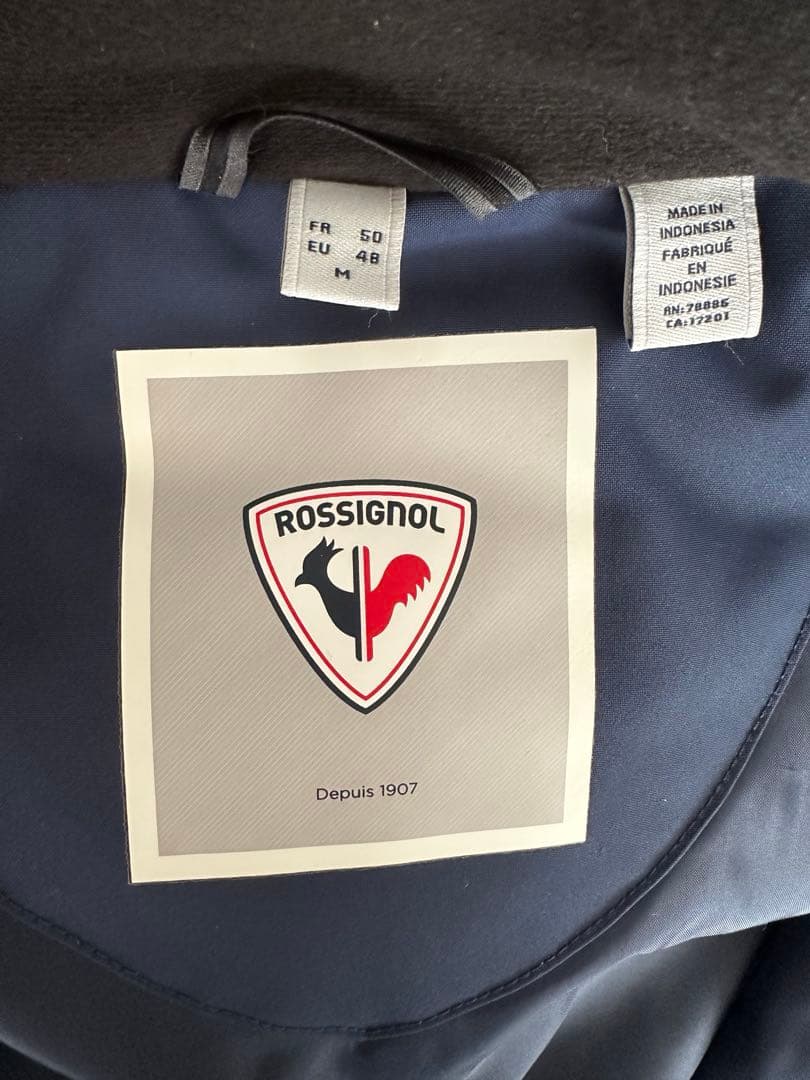 FR 50
EU 48
M
MADE IN
INDONESIA
FABRIQUÉ
EN
INDONESIE
RN:78886
CA:17201
ROSSIGNOL
Depuis 1907